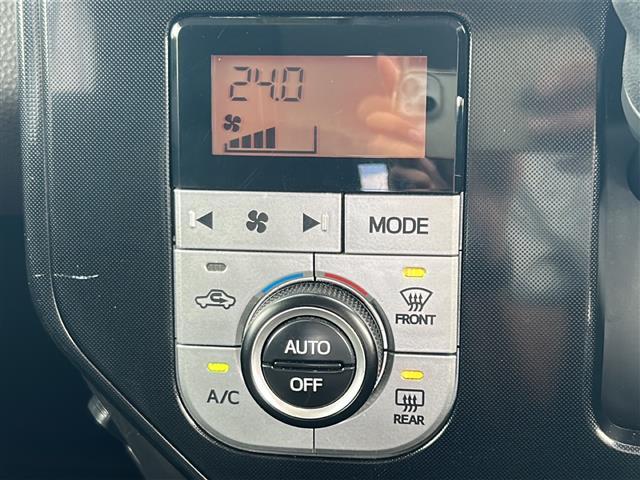 24.0
MODE
FRONT
AUTO
OFF
A/C
REAR